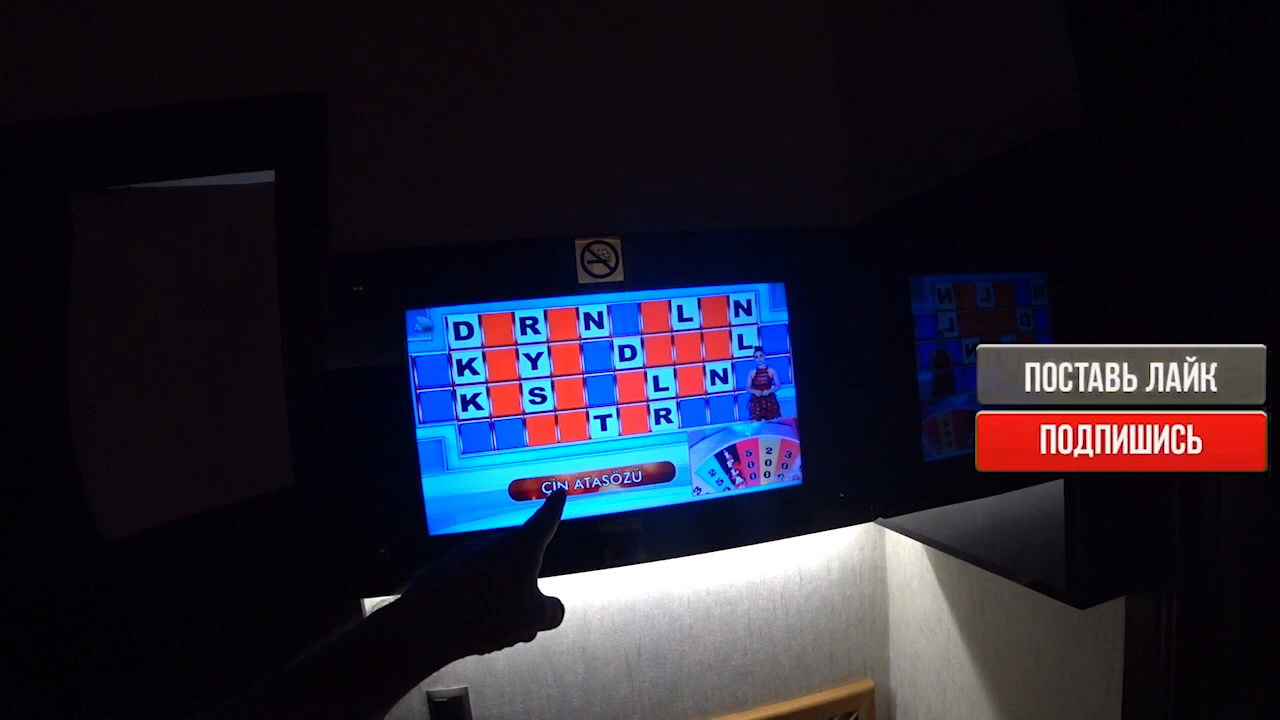 D R N L N
K Y D L
K S L N
T R
ÇİN ATASÖZÜ
ПОСТАВЬ ЛАЙК
ПОДПИШИСЬ